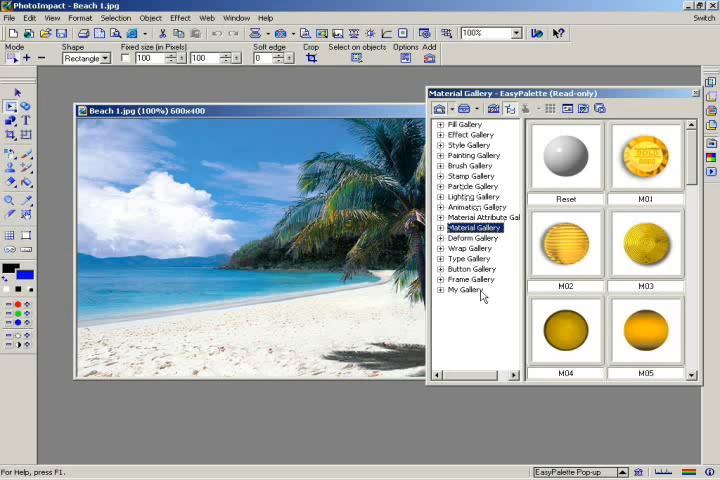 PhotoImpact - Beach 1.jpg
File Edit View Format Selection Object Effect Web Window Help Switch
100%
Mode Shape Fixed size (in Pixels) Soft edge Crop Select on objects Options Add
Rectangle 100 100 0
Beach 1.jpg (100%) 600x400
Material Gallery - EasyPalette (Read-only)
Fill Gallery
Effect Gallery
Style Gallery
Painting Gallery
Brush Gallery
Stamp Gallery
Particle Gallery
Lighting Gallery
Animation Gallery
Material Attribute Gal
Material Gallery
Deform Gallery
Wrap Gallery
Type Gallery
Button Gallery
Frame Gallery
My Gallery
GOLD
Reset M01
M02 M03
M04 M05
For Help, press F1.
EasyPalette Pop-up